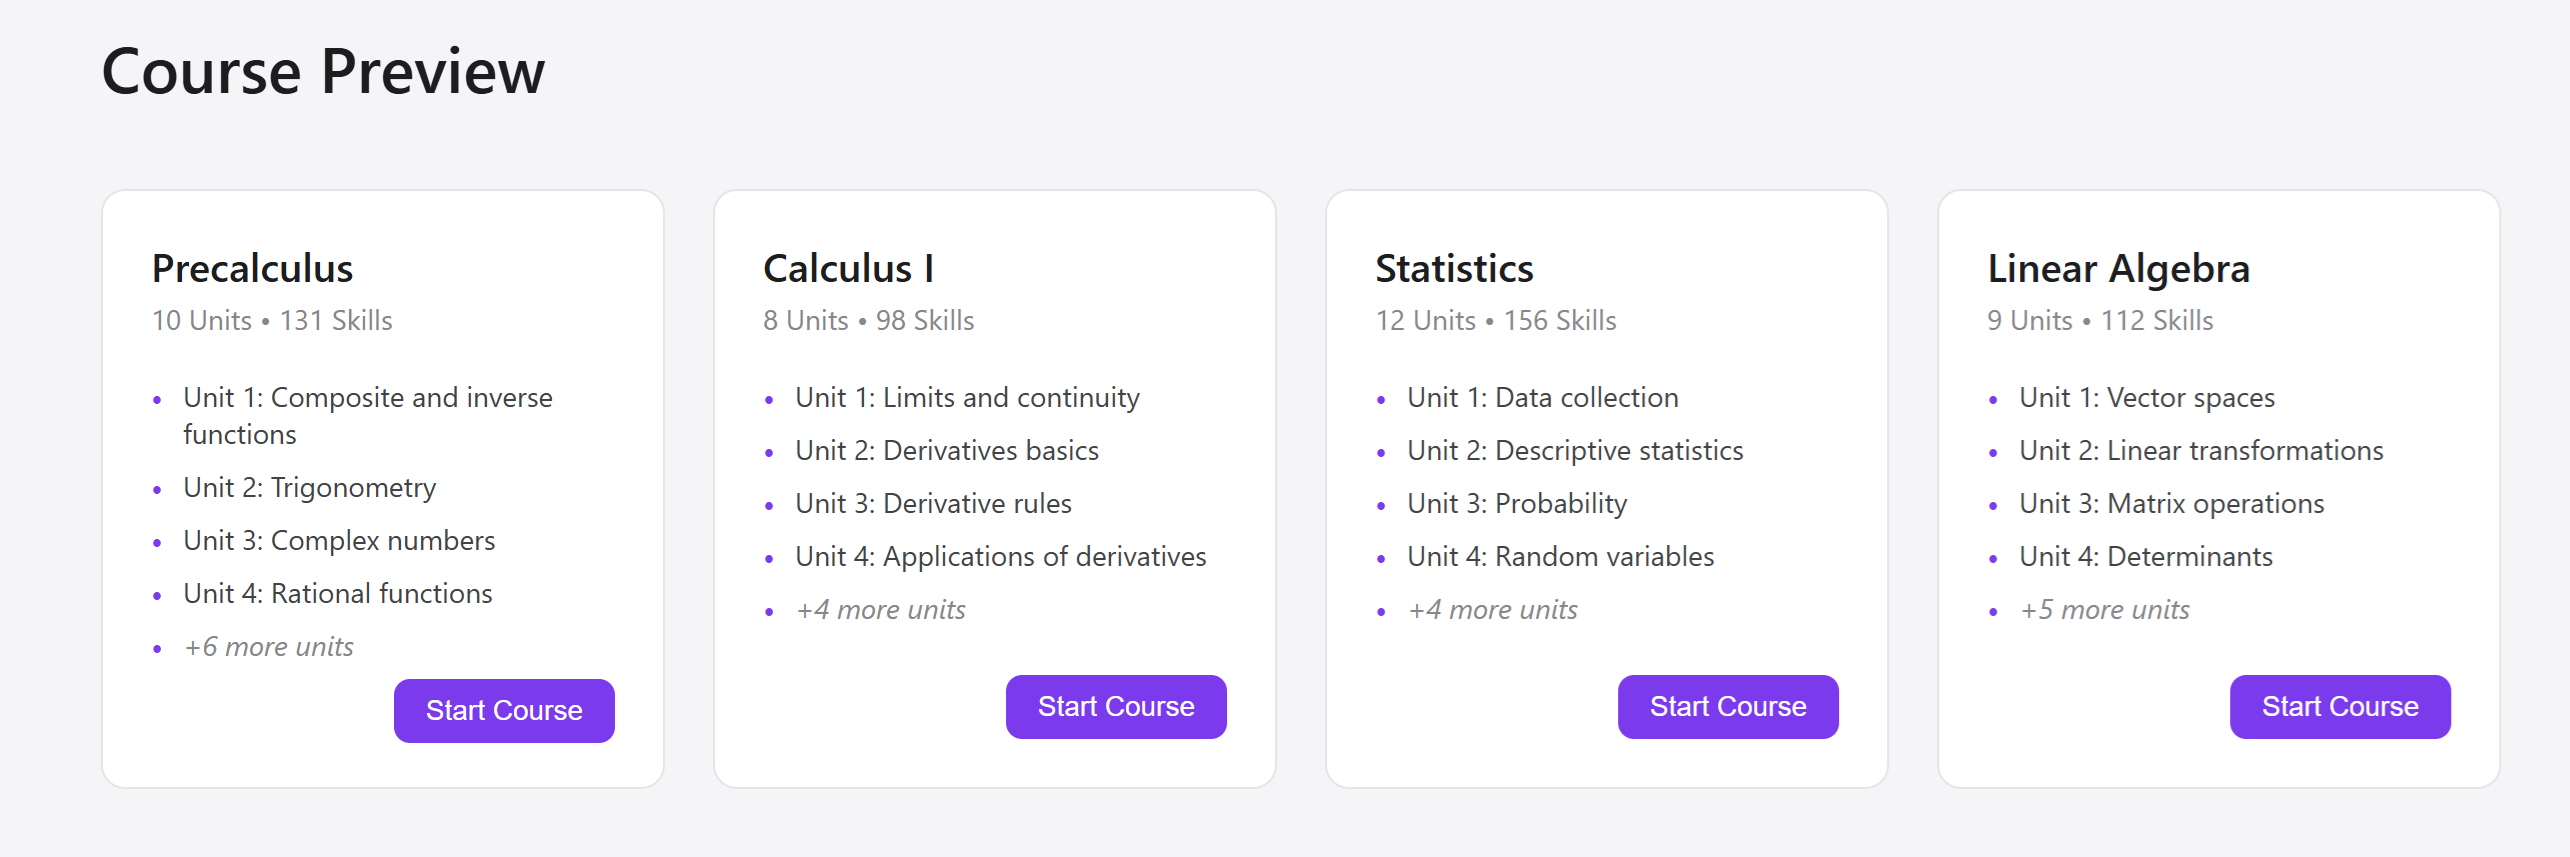 Course Preview
Precalculus
10 Units • 131 Skills
• Unit 1: Composite and inverse
functions
• Unit 2: Trigonometry
• Unit 3: Complex numbers
• Unit 4: Rational functions
• +6 more units
Start Course
Calculus I
8 Units • 98 Skills
• Unit 1: Limits and continuity
• Unit 2: Derivatives basics
• Unit 3: Derivative rules
• Unit 4: Applications of derivatives
• +4 more units
Start Course
Statistics
12 Units • 156 Skills
• Unit 1: Data collection
• Unit 2: Descriptive statistics
• Unit 3: Probability
• Unit 4: Random variables
• +4 more units
Start Course
Linear Algebra
9 Units • 112 Skills
• Unit 1: Vector spaces
• Unit 2: Linear transformations
• Unit 3: Matrix operations
• Unit 4: Determinants
• +5 more units
Start Course